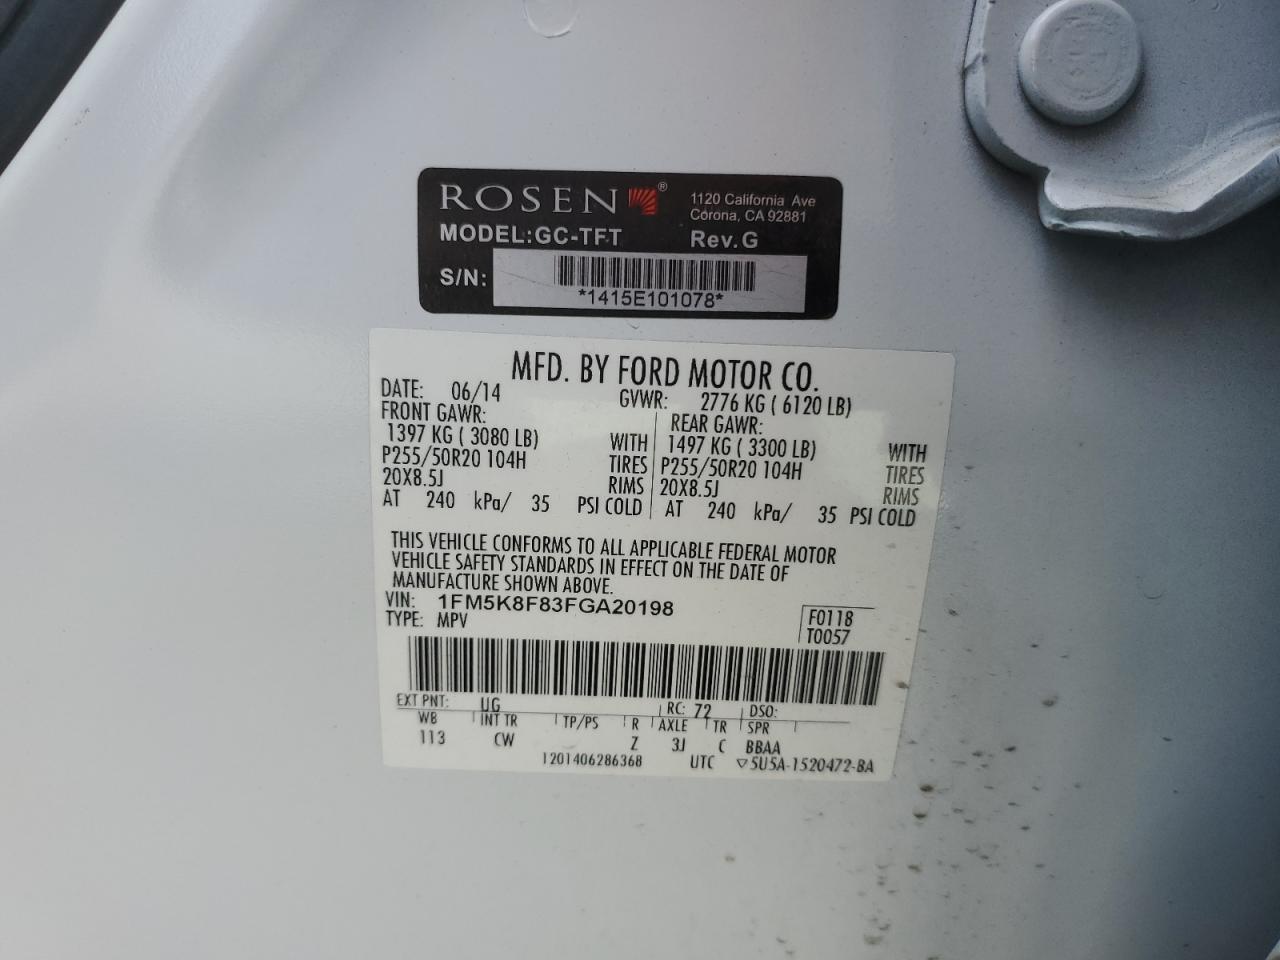 ROSEN ®
1120 California Ave
Corona, CA 92881
MODEL:GC-TFT Rev.G
S/N:
*1415E101078*
MFD. BY FORD MOTOR CO.
DATE: 06/14 GVWR: 2776 KG ( 6120 LB)
FRONT GAWR: REAR GAWR:
1397 KG ( 3080 LB) WITH 1497 KG ( 3300 LB) WITH
P255/50R20 104H TIRES P255/50R20 104H TIRES
20X8.5J RIMS 20X8.5J RIMS
AT 240 kPa/ 35 PSI COLD AT 240 kPa/ 35 PSI COLD
THIS VEHICLE CONFORMS TO ALL APPLICABLE FEDERAL MOTOR
VEHICLE SAFETY STANDARDS IN EFFECT ON THE DATE OF
MANUFACTURE SHOWN ABOVE.
VIN: 1FM5K8F83FGA20198 F0118
TYPE: MPV T0057
EXT PNT: UG RC: 72 DSO:
WB INT TR TP/PS R AXLE TR SPR
113 CW Z 3J C BBAA
1201406286368 UTC ▽5U5A-1520472-BA